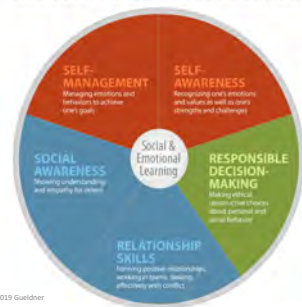 SELF-
MANAGEMENT
Managing emotions and
behaviors to achieve
one's goals
SELF-
AWARENESS
Recognizing one's emotions
and values as well as one's
strengths and challenges
SOCIAL
AWARENESS
Showing understanding
and empathy for others
Social &
Emotional
Learning
RESPONSIBLE
DECISION-
MAKING
Making ethical,
constructive choices
about personal and
social behavior
RELATIONSHIP
SKILLS
Forming positive relationships,
working in teams, dealing
effectively with conflict
2019 Gueldner